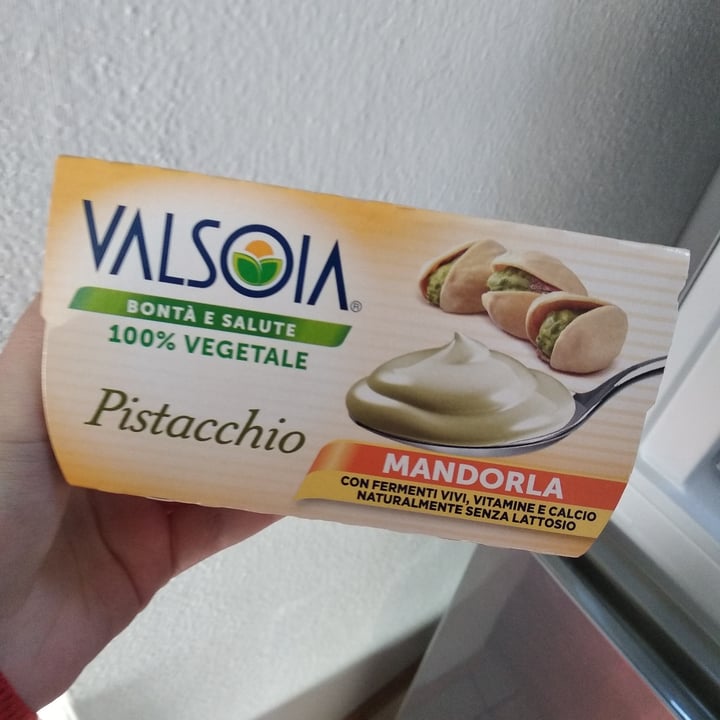 VALSOIA®
BONTÀ E SALUTE
100% VEGETALE
Pistacchio
MANDORLA
CON FERMENTI VIVI, VITAMINE E CALCIO
NATURALMENTE SENZA LATTOSIO